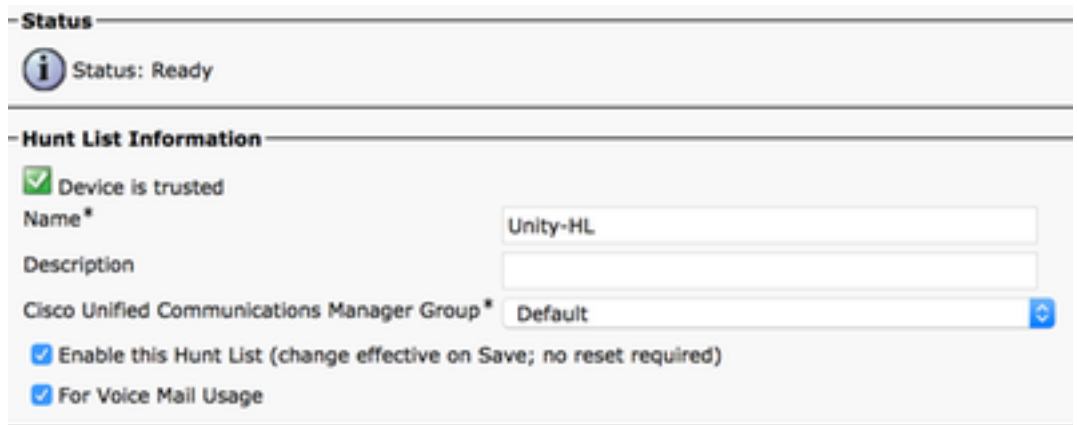 Status
Status: Ready
Hunt List Information
Device is trusted
Name* Unity-HL
Description
Cisco Unified Communications Manager Group* Default
Enable this Hunt List (change effective on Save; no reset required)
For Voice Mail Usage